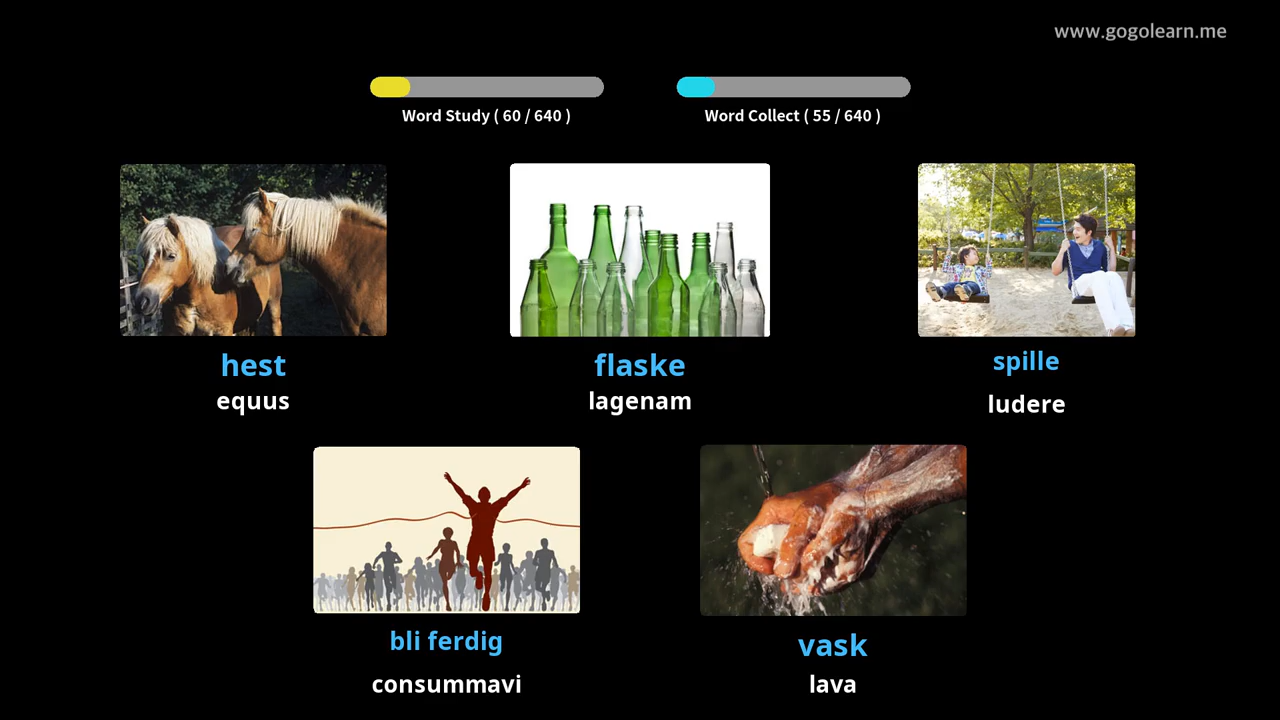 www.gogolearn.me
Word Study ( 60 / 640 )
Word Collect ( 55 / 640 )
hest
equus
flaske
lagenam
spille
ludere
bli ferdig
consummavi
vask
lava